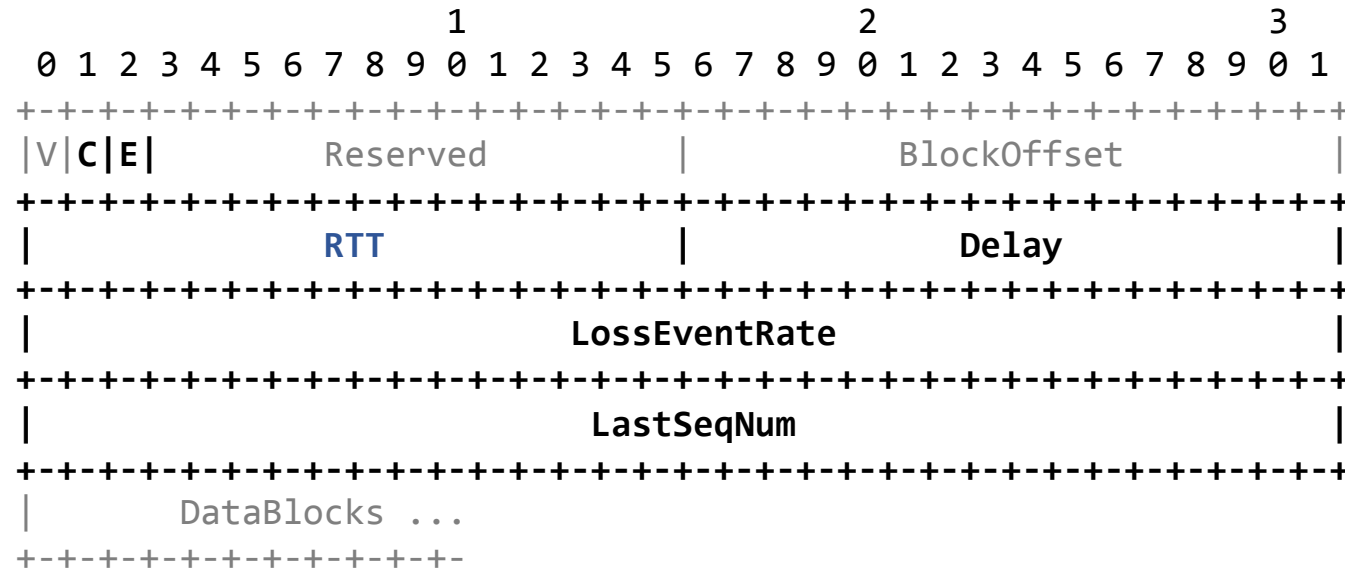 1                   2                   3
 0 1 2 3 4 5 6 7 8 9 0 1 2 3 4 5 6 7 8 9 0 1 2 3 4 5 6 7 8 9 0 1
+-+-+-+-+-+-+-+-+-+-+-+-+-+-+-+-+-+-+-+-+-+-+-+-+-+-+-+-+-+-+-+-+
|V|C|E|        Reserved         |          BlockOffset          |
+-+-+-+-+-+-+-+-+-+-+-+-+-+-+-+-+-+-+-+-+-+-+-+-+-+-+-+-+-+-+-+-+
|              RTT              |             Delay             |
+-+-+-+-+-+-+-+-+-+-+-+-+-+-+-+-+-+-+-+-+-+-+-+-+-+-+-+-+-+-+-+-+
|                          LossEventRate                        |
+-+-+-+-+-+-+-+-+-+-+-+-+-+-+-+-+-+-+-+-+-+-+-+-+-+-+-+-+-+-+-+-+
|                           LastSeqNum                          |
+-+-+-+-+-+-+-+-+-+-+-+-+-+-+-+-+-+-+-+-+-+-+-+-+-+-+-+-+-+-+-+-+
|       DataBlocks ...
+-+-+-+-+-+-+-+-+-+-+-